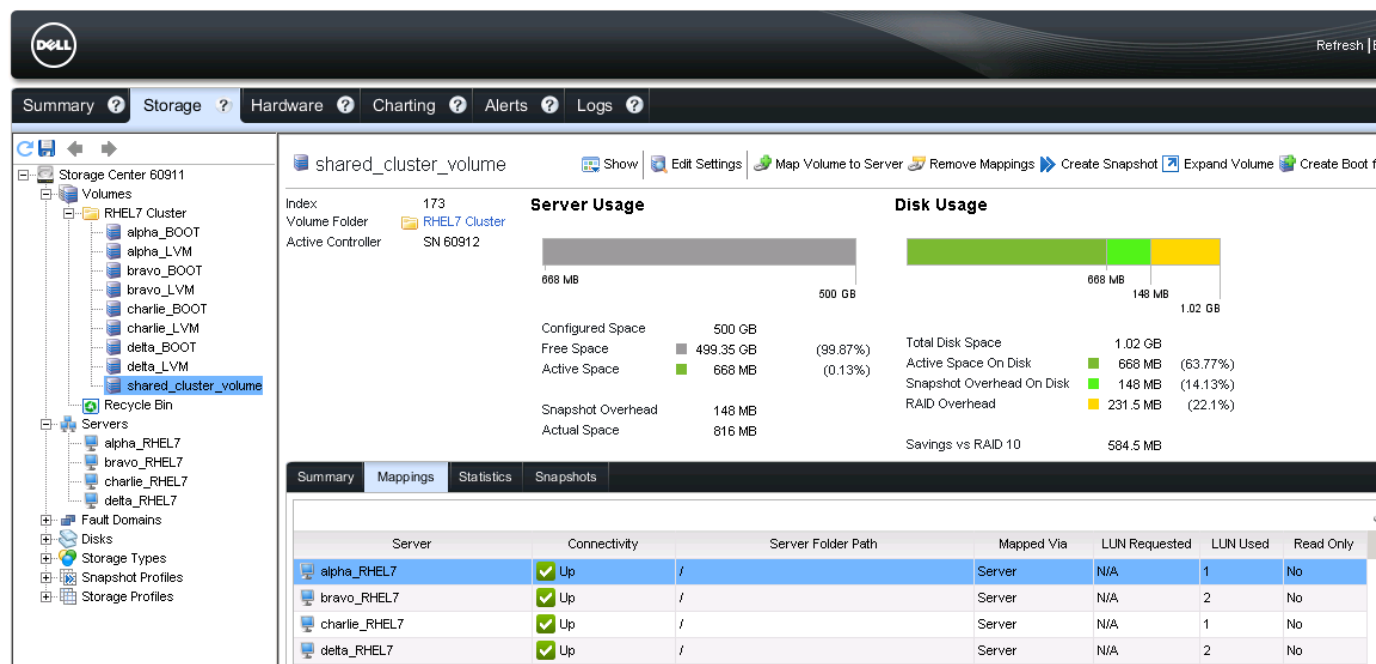 DELL
Refresh |
Summary ? Storage ? Hardware ? Charting ? Alerts ? Logs ?
Storage Center 60911
Volumes
RHEL7 Cluster
alpha_BOOT
alpha_LVM
bravo_BOOT
bravo_LVM
charlie_BOOT
charlie_LVM
delta_BOOT
delta_LVM
shared_cluster_volume
Recycle Bin
Servers
alpha_RHEL7
bravo_RHEL7
charlie_RHEL7
delta_RHEL7
Fault Domains
Disks
Storage Types
Snapshot Profiles
Storage Profiles
shared_cluster_volume
Show Edit Settings Map Volume to Server Remove Mappings Create Snapshot Expand Volume Create Boot f
Index 173
Volume Folder RHEL7 Cluster
Active Controller SN 60912
Server Usage
668 MB
500 GB
Configured Space 500 GB
Free Space 499.35 GB (99.87%)
Active Space 668 MB (0.13%)
Snapshot Overhead 148 MB
Actual Space 816 MB
Disk Usage
668 MB
148 MB
1.02 GB
Total Disk Space 1.02 GB
Active Space On Disk 668 MB (63.77%)
Snapshot Overhead On Disk 148 MB (14.13%)
RAID Overhead 231.5 MB (22.1%)
Savings vs RAID 10 584.5 MB
Summary Mappings Statistics Snapshots
Server Connectivity Server Folder Path Mapped Via LUN Requested LUN Used Read Only
alpha_RHEL7 Up / Server N/A 1 No
bravo_RHEL7 Up / Server N/A 2 No
charlie_RHEL7 Up / Server N/A 1 No
delta_RHEL7 Up / Server N/A 2 No